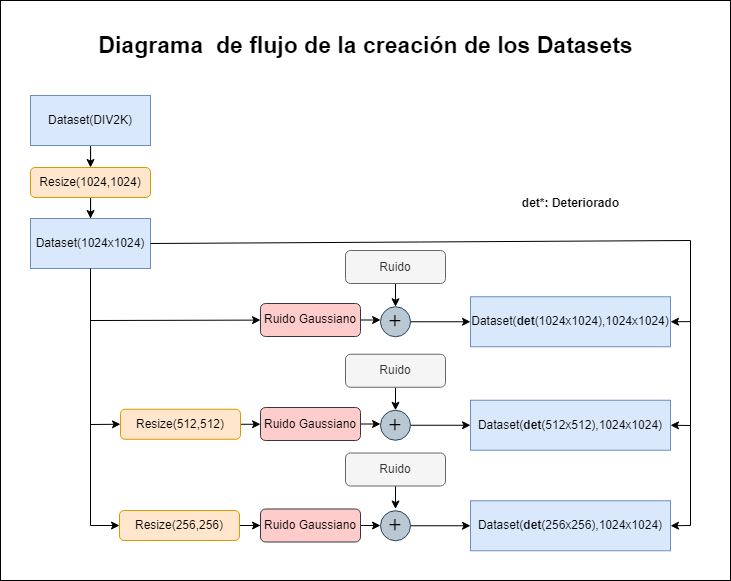 Diagrama  de flujo de la creación de los Datasets
Dataset(DIV2K)
Resize(1024,1024)
det*: Deteriorado
Dataset(1024x1024)
Ruido
Ruido Gaussiano
+
Dataset(det(1024x1024),1024x1024)
Ruido
Resize(512,512)
Ruido Gaussiano
+
Dataset(det(512x512),1024x1024)
Ruido
Resize(256,256)
Ruido Gaussiano
+
Dataset(det(256x256),1024x1024)